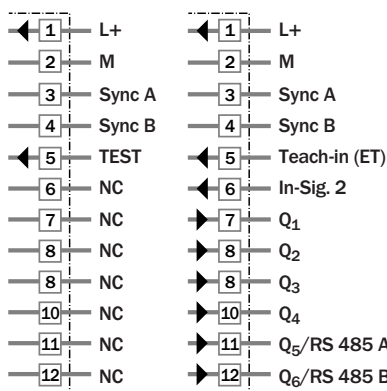 1 L+
2 M
3 Sync A
4 Sync B
5 TEST
6 NC
7 NC
8 NC
8 NC
10 NC
11 NC
12 NC
1 L+
2 M
3 Sync A
4 Sync B
5 Teach-in (ET)
6 In-Sig. 2
7 Q1
8 Q2
8 Q3
10 Q4
11 Q5/RS 485 A
12 Q6/RS 485 B